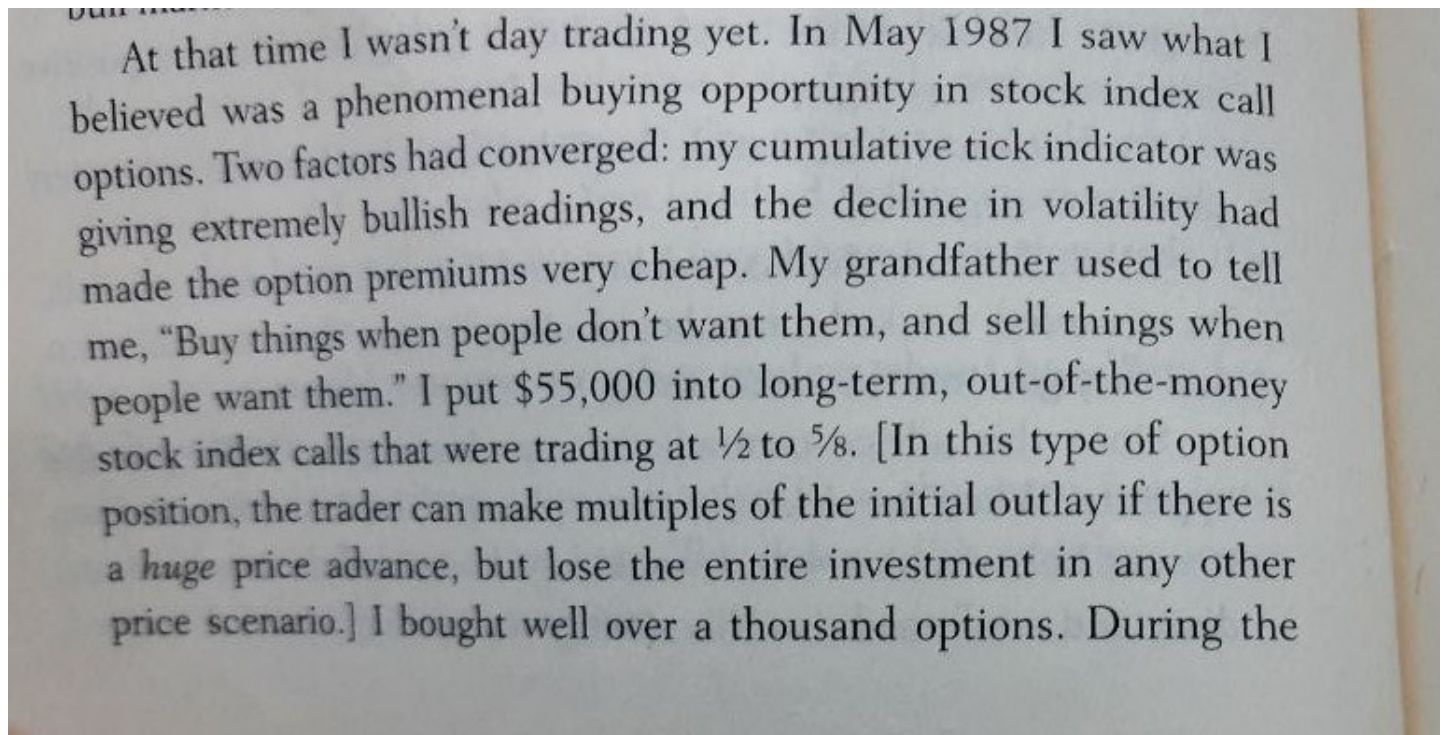 At that time I wasn't day trading yet. In May 1987 I saw what I
believed was a phenomenal buying opportunity in stock index call
options. Two factors had converged: my cumulative tick indicator was
giving extremely bullish readings, and the decline in volatility had
made the option premiums very cheap. My grandfather used to tell
me, “Buy things when people don't want them, and sell things when
people want them.” I put $55,000 into long-term, out-of-the-money
stock index calls that were trading at ½ to ⅝. [In this type of option
position, the trader can make multiples of the initial outlay if there is
a huge price advance, but lose the entire investment in any other
price scenario.] I bought well over a thousand options. During the